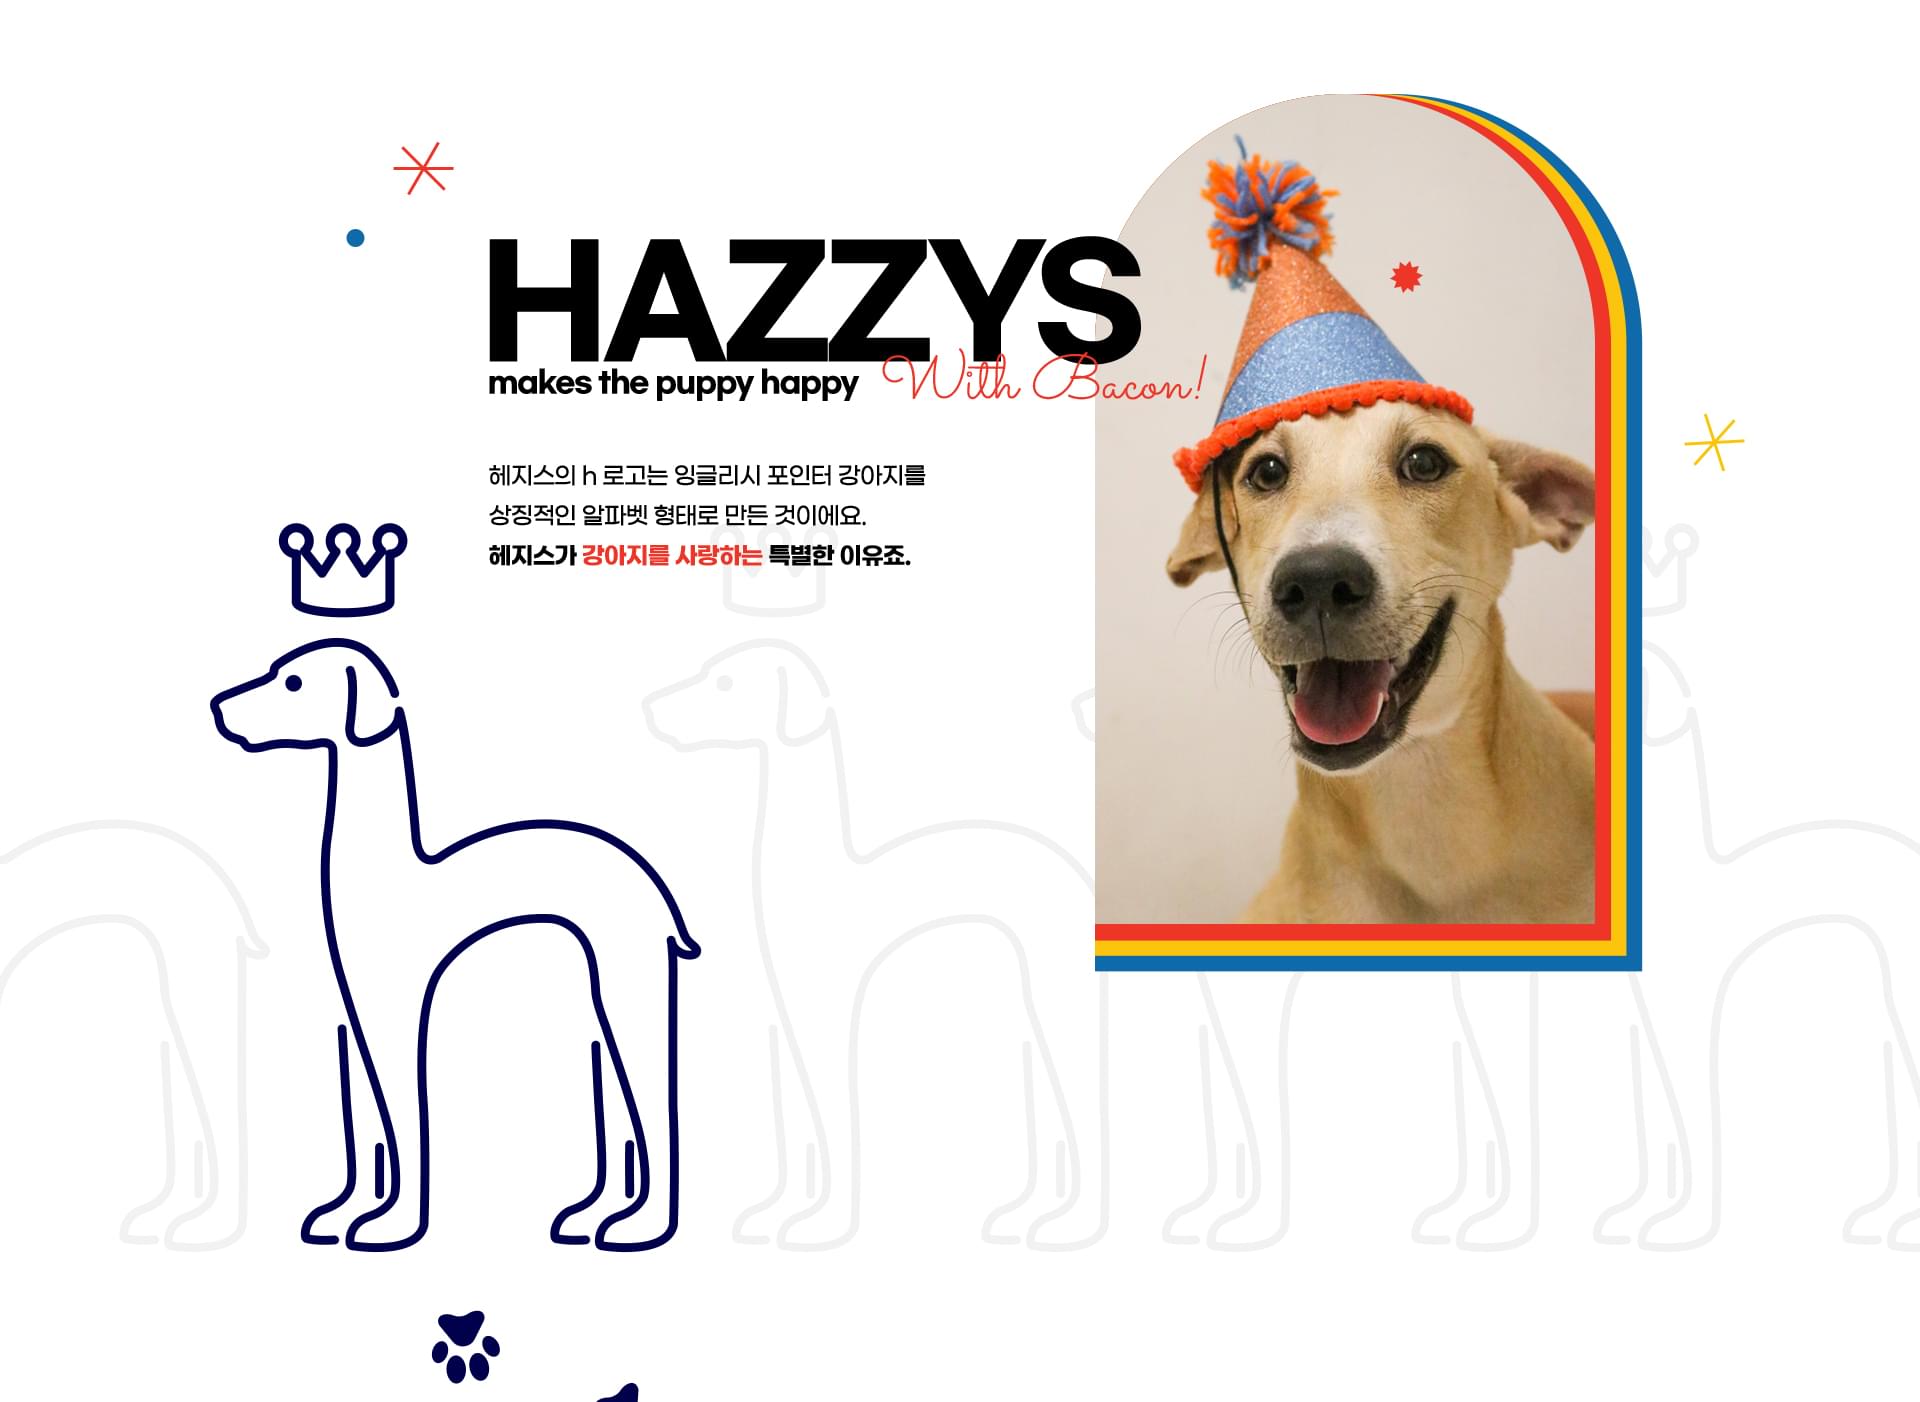 HAZZYS
makes the puppy happy With Bacon!
헤지스의 h 로고는 잉글리시 포인터 강아지를
상징적인 알파벳 형태로 만든 것이에요.
헤지스가 강아지를 사랑하는 특별한 이유죠.